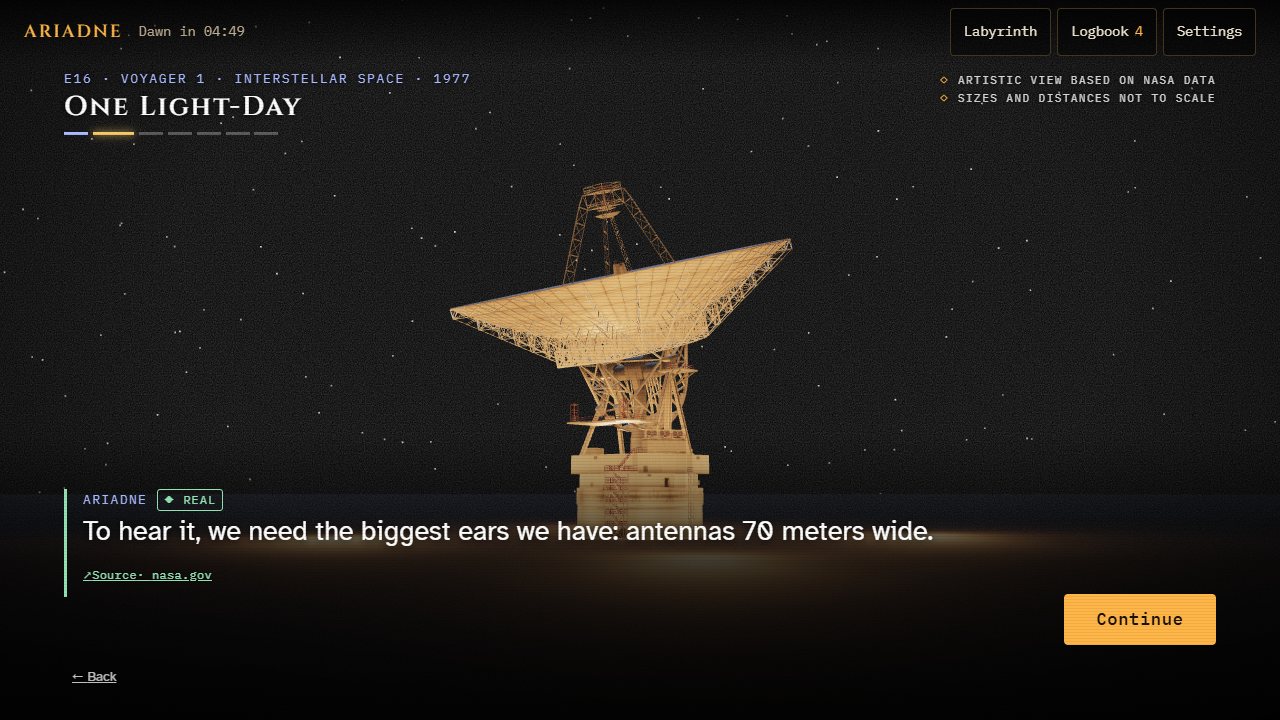 ARIADNE Dawn in 04:49
Labyrinth
Logbook 4
Settings
E16 · VOYAGER 1 · INTERSTELLAR SPACE · 1977
One Light-Day
◇ ARTISTIC VIEW BASED ON NASA DATA
◇ SIZES AND DISTANCES NOT TO SCALE
ARIADNE ◆ REAL
To hear it, we need the biggest ears we have: antennas 70 meters wide.
↗Source· nasa.gov
Continue
← Back